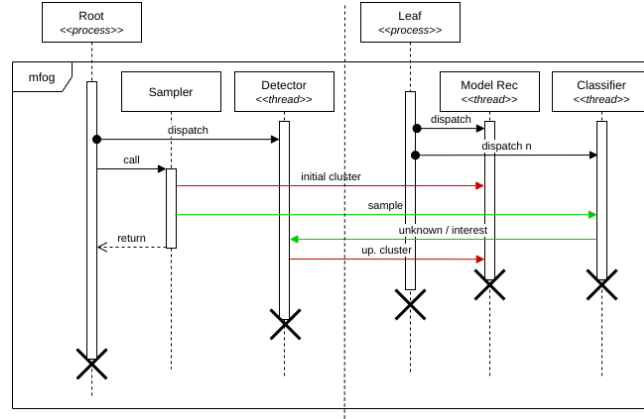 Root
<<process>>
Leaf
<<process>>
mfog
Sampler
Detector
<<thread>>
Model Rec
<<thread>>
Classifier
<<thread>>
dispatch
dispatch
dispatch n
call
initial cluster
sample
unknown / interest
return
up. cluster